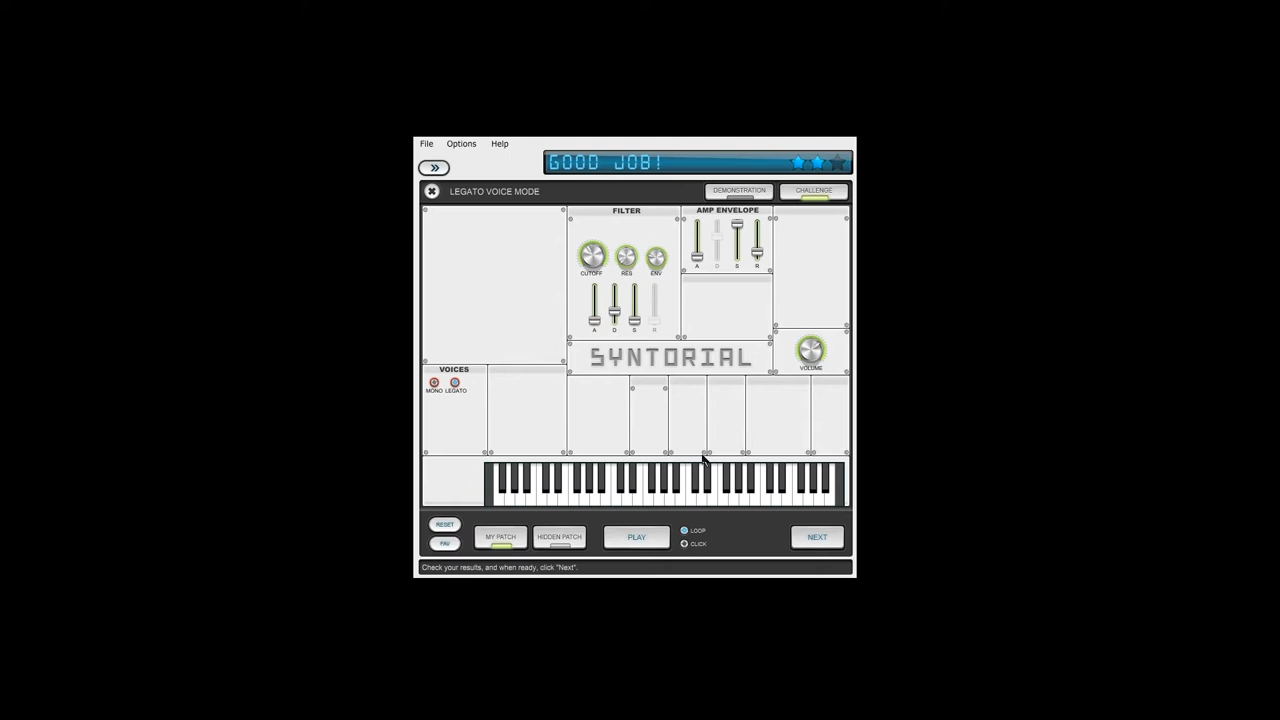 File Options Help
GOOD JOB!
LEGATO VOICE MODE
DEMONSTRATION
CHALLENGE
FILTER
CUTOFF RES ENV
A D S R
AMP ENVELOPE
A D S R
SYNTORIAL
VOLUME
VOICES
MONO LEGATO
RESET
FAV
MY PATCH
HIDDEN PATCH
PLAY
LOOP
CLICK
NEXT
Check your results, and when ready, click "Next".